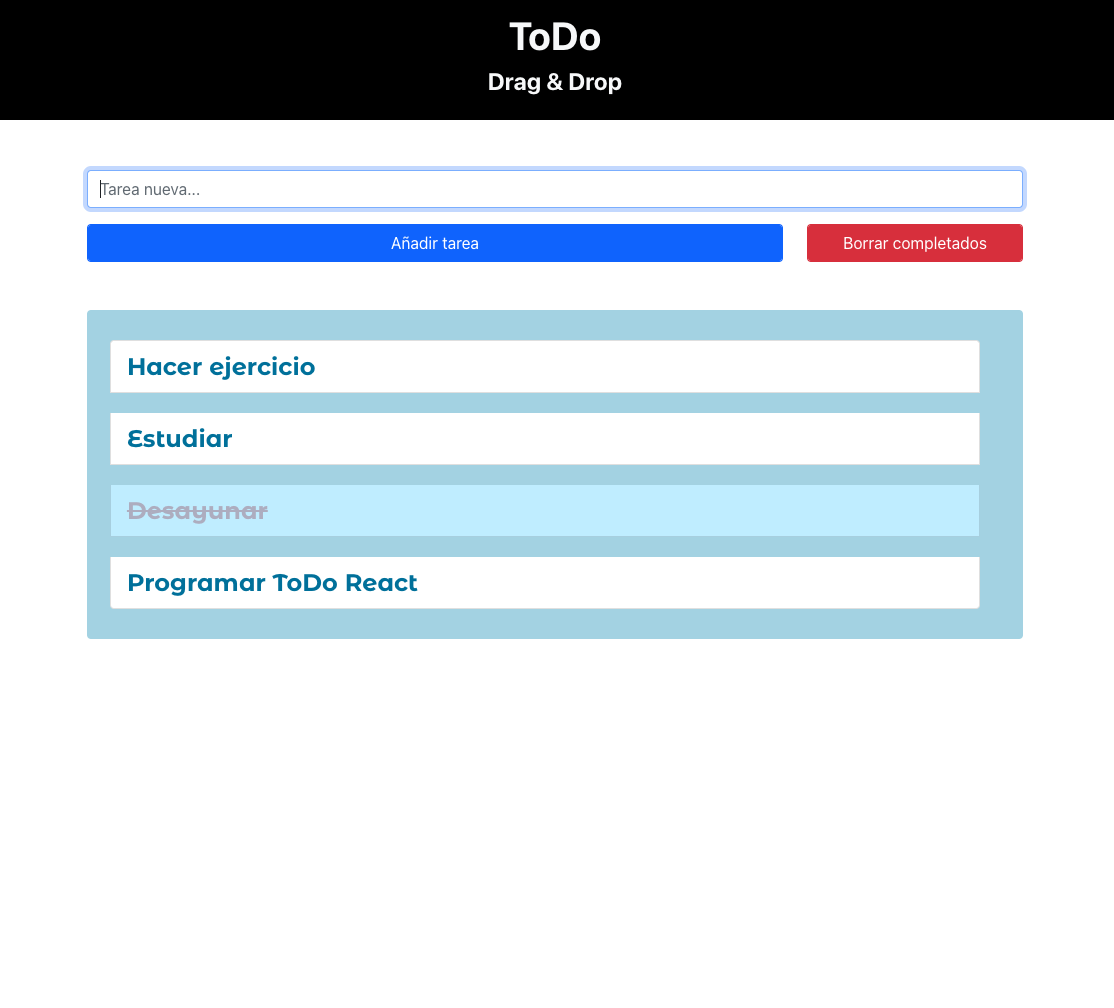 ToDo
Drag & Drop
Tarea nueva...
Añadir tarea
Borrar completados
Hacer ejercicio
Estudiar
Desayunar
Programar ToDo React